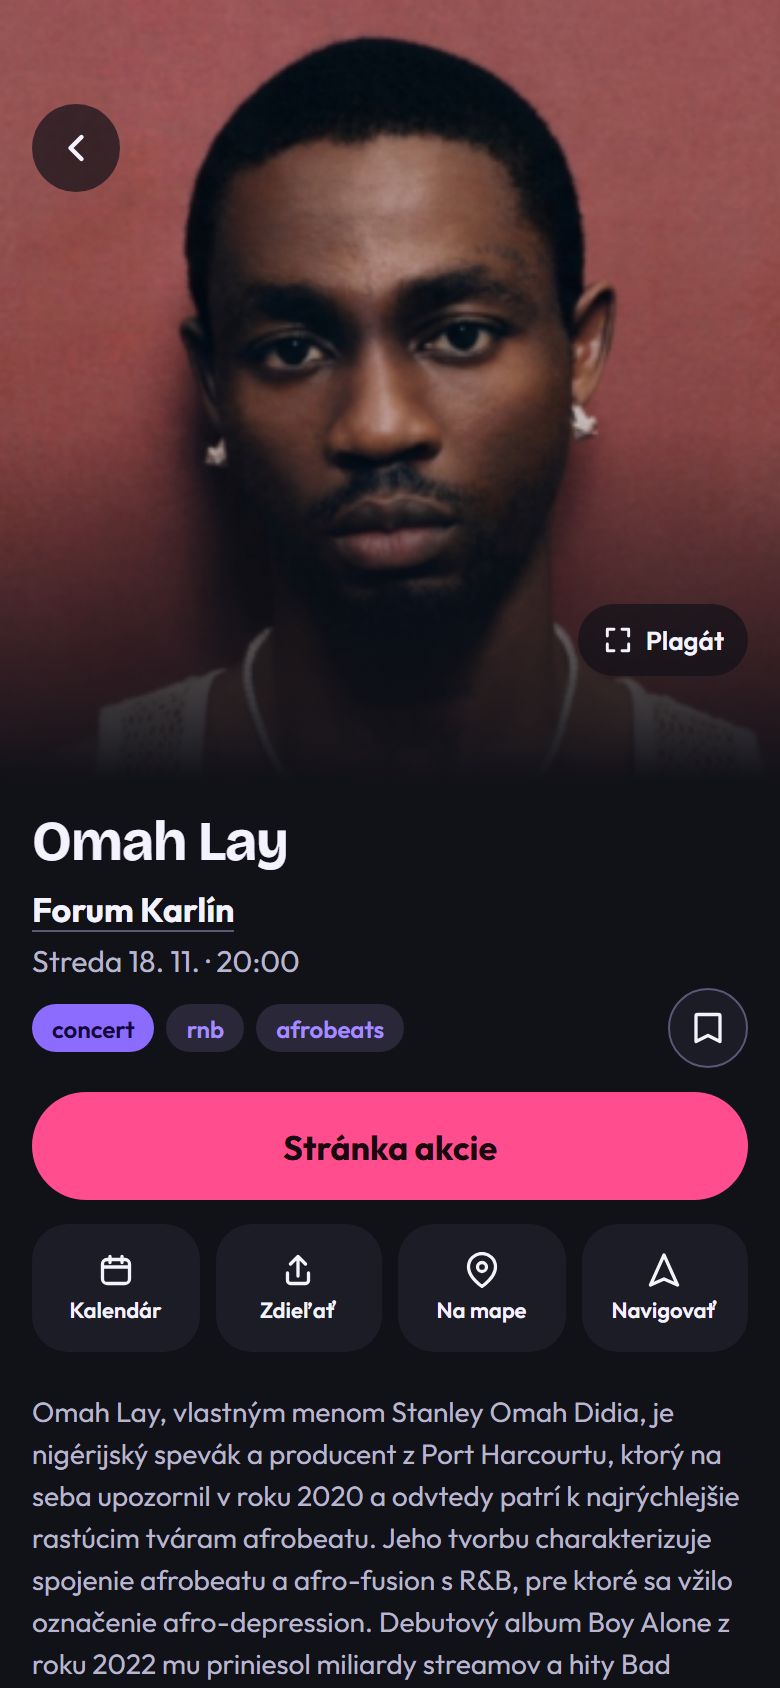 Plagát
Omah Lay
Forum Karlín
Streda 18. 11. · 20:00
concert rnb afrobeats
Stránka akcie
Kalendár Zdieľať Na mape Navigovať
Omah Lay, vlastným menom Stanley Omah Didia, je
nigérijský spevák a producent z Port Harcourtu, ktorý na
seba upozornil v roku 2020 a odvtedy patrí k najrýchlejšie
rastúcim tváram afrobeatu. Jeho tvorbu charakterizuje
spojenie afrobeatu a afro-fusion s R&B, pre ktoré sa vžilo
označenie afro-depression. Debutový album Boy Alone z
roku 2022 mu priniesol miliardy streamov a hity Bad